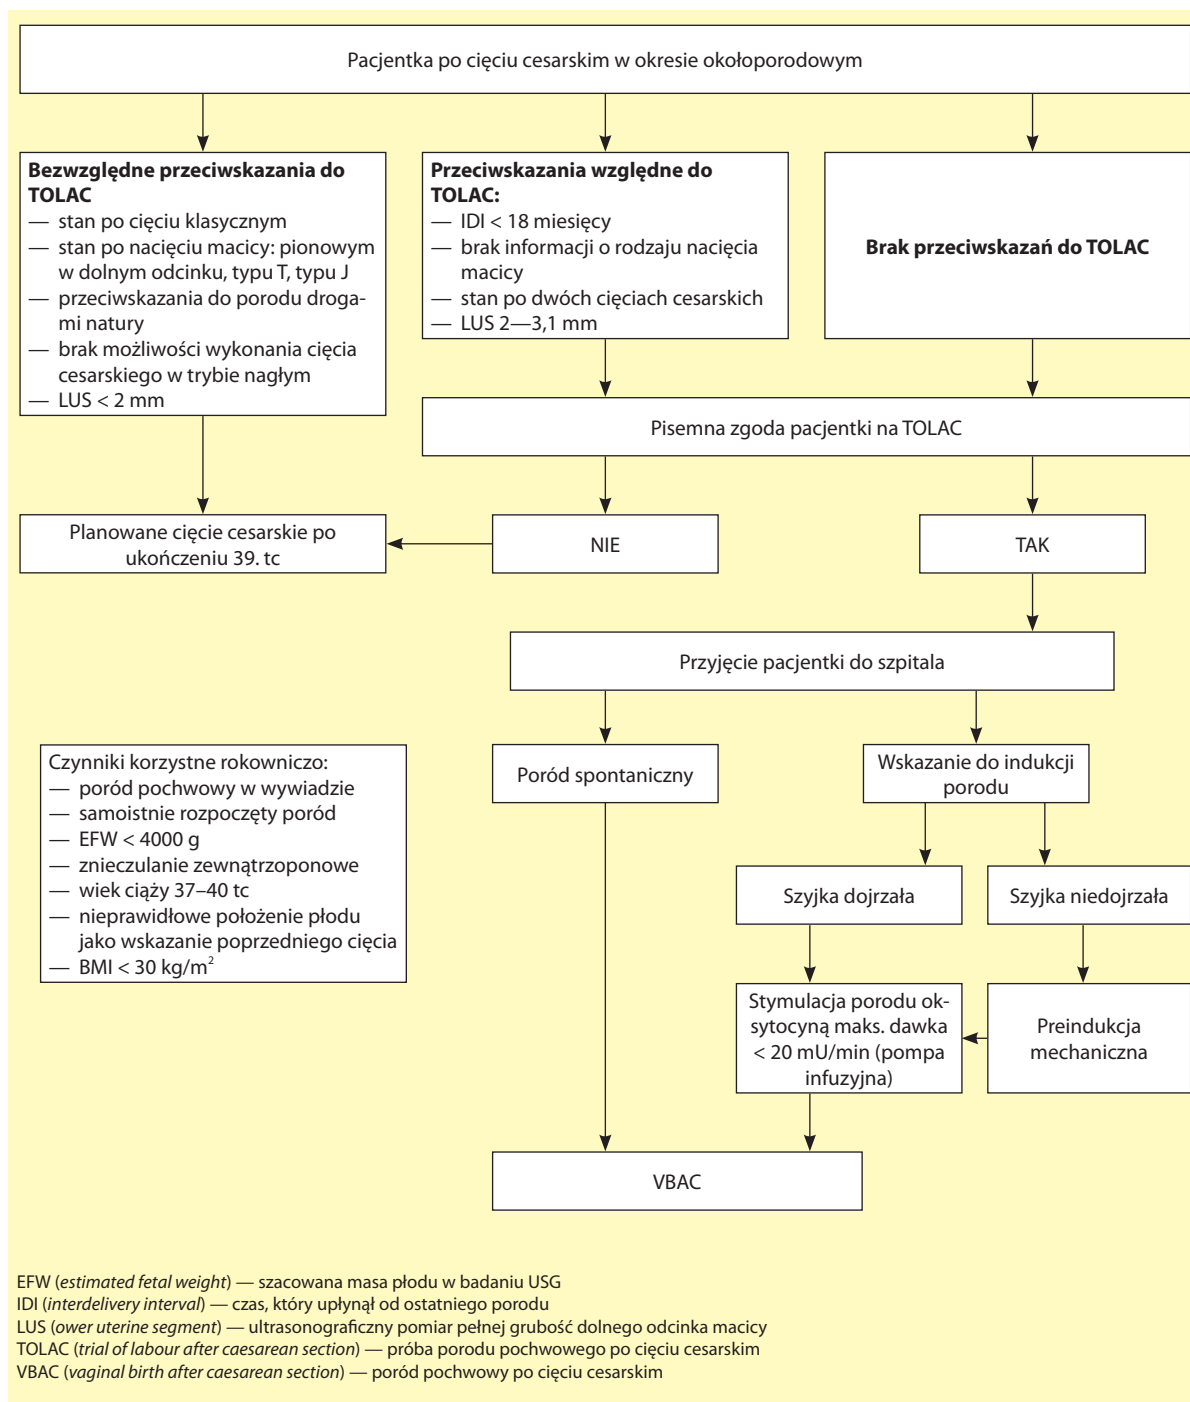 Pacjentka po cięciu cesarskim w okresie okołoporodowym
Bezwzględne przeciwskazania do
TOLAC
— stan po cięciu klasycznym
— stan po nacięciu macicy: pionowym
w dolnym odcinku, typu T, typu J
— przeciwskazania do porodu droga-
mi natury
— brak możliwości wykonania cięcia
cesarskiego w trybie nagłym
— LUS < 2 mm
Przeciwskazania względne do
TOLAC:
— IDI < 18 miesięcy
— brak informacji o rodzaju nacięcia
macicy
— stan po dwóch cięciach cesarskich
— LUS 2—3,1 mm
Brak przeciwskazań do TOLAC
Pisemna zgoda pacjentki na TOLAC
Planowane cięcie cesarskie po
ukończeniu 39. tc
NIE
TAK
Przyjęcie pacjentki do szpitala
Czynniki korzystne rokowniczo:
— poród pochwowy w wywiadzie
— samoistnie rozpoczęty poród
— EFW < 4000 g
— znieczulanie zewnątrzoponowe
— wiek ciąży 37–40 tc
— nieprawidłowe położenie płodu
jako wskazanie poprzedniego cięcia
— BMI < 30 kg/m²
Poród spontaniczny
Wskazanie do indukcji
porodu
Szyjka dojrzała
Szyjka niedojrzała
Stymulacja porodu ok-
sytocyną maks. dawka
< 20 mU/min (pompa
infuzyjna)
Preindukcja
mechaniczna
VBAC
EFW (estimated fetal weight) — szacowana masa płodu w badaniu USG
IDI (interdelivery interval) — czas, który upłynął od ostatniego porodu
LUS (ower uterine segment) — ultrasonograficzny pomiar pełnej grubość dolnego odcinka macicy
TOLAC (trial of labour after caesarean section) — próba porodu pochwowego po cięciu cesarskim
VBAC (vaginal birth after caesarean section) — poród pochwowy po cięciu cesarskim